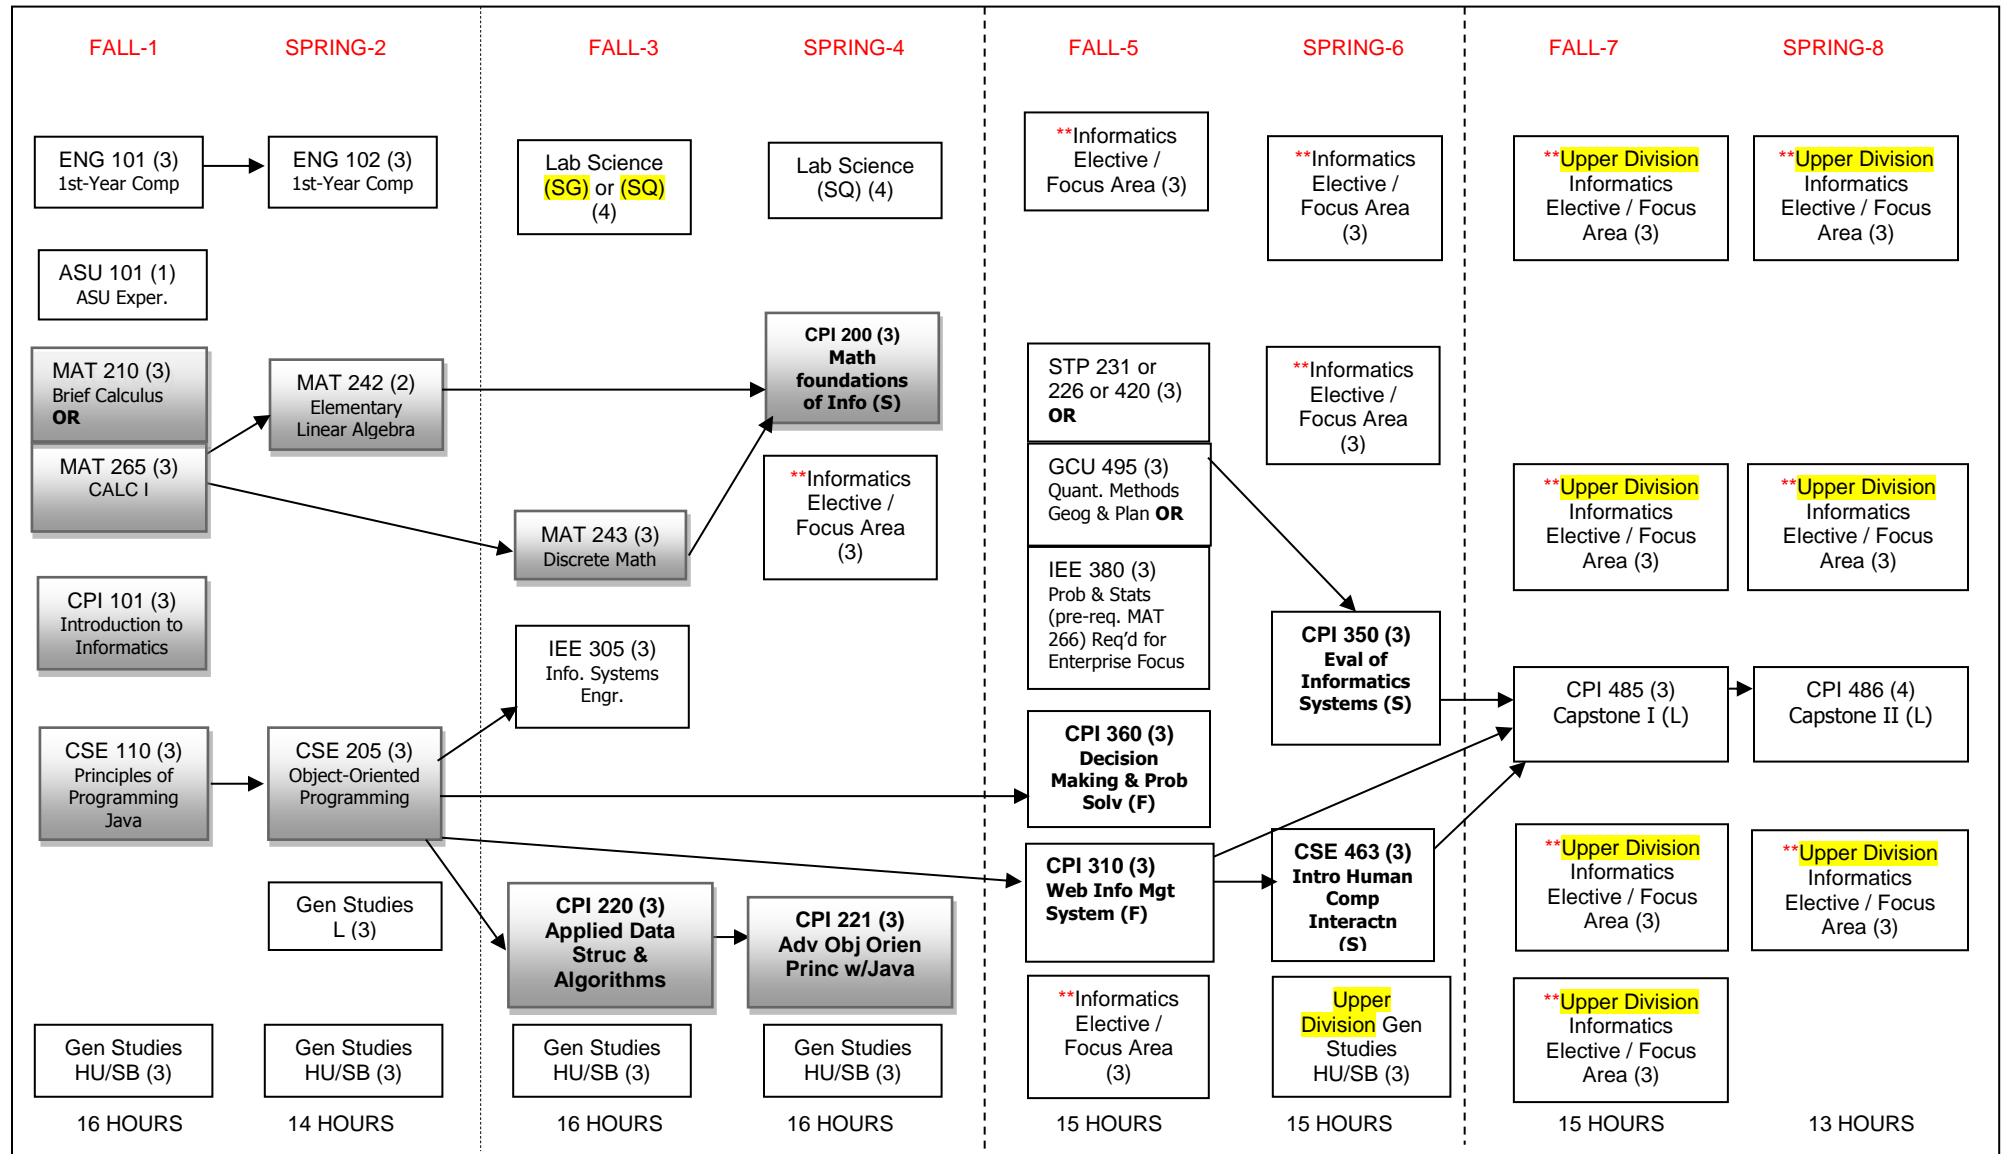 FALL-1
SPRING-2
FALL-3
SPRING-4
FALL-5
SPRING-6
FALL-7
SPRING-8
ENG 101 (3)
1st-Year Comp
ASU 101 (1)
ASU Exper.
MAT 210 (3)
Brief Calculus
OR
MAT 265 (3)
CALC I
CPI 101 (3)
Introduction to
Informatics
CSE 110 (3)
Principles of
Programming
Java
Gen Studies
HU/SB (3)
16 HOURS
ENG 102 (3)
1st-Year Comp
MAT 242 (2)
Elementary
Linear Algebra
CSE 205 (3)
Object-Oriented
Programming
Gen Studies
L (3)
Gen Studies
HU/SB (3)
14 HOURS
Lab Science
(SG) or (SQ)
(4)
MAT 243 (3)
Discrete Math
IEE 305 (3)
Info. Systems
Engr.
CPI 220 (3)
Applied Data
Struc &
Algorithms
Gen Studies
HU/SB (3)
16 HOURS
Lab Science
(SQ) (4)
CPI 200 (3)
Math
foundations
of Info (S)
**Informatics
Elective /
Focus Area
(3)
CPI 221 (3)
Adv Obj Orien
Princ w/Java
Gen Studies
HU/SB (3)
16 HOURS
**Informatics
Elective /
Focus Area (3)
STP 231 or
226 or 420 (3)
OR
GCU 495 (3)
Quant. Methods
Geog & Plan OR
IEE 380 (3)
Prob & Stats
(pre-req. MAT
266) Req'd for
Enterprise Focus
CPI 360 (3)
Decision
Making & Prob
Solv (F)
CPI 310 (3)
Web Info Mgt
System (F)
**Informatics
Elective /
Focus Area
(3)
15 HOURS
**Informatics
Elective /
Focus Area
(3)
**Informatics
Elective /
Focus Area
(3)
CPI 350 (3)
Eval of
Informatics
Systems (S)
CSE 463 (3)
Intro Human
Comp
Interactn
(S)
Upper
Division Gen
Studies
HU/SB (3)
15 HOURS
**Upper Division
Informatics
Elective / Focus
Area (3)
**Upper Division
Informatics
Elective / Focus
Area (3)
CPI 485 (3)
Capstone I (L)
**Upper Division
Informatics
Elective / Focus
Area (3)
**Upper Division
Informatics
Elective / Focus
Area (3)
15 HOURS
**Upper Division
Informatics
Elective / Focus
Area (3)
**Upper Division
Informatics
Elective / Focus
Area (3)
CPI 486 (4)
Capstone II (L)
**Upper Division
Informatics
Elective / Focus
Area (3)
13 HOURS